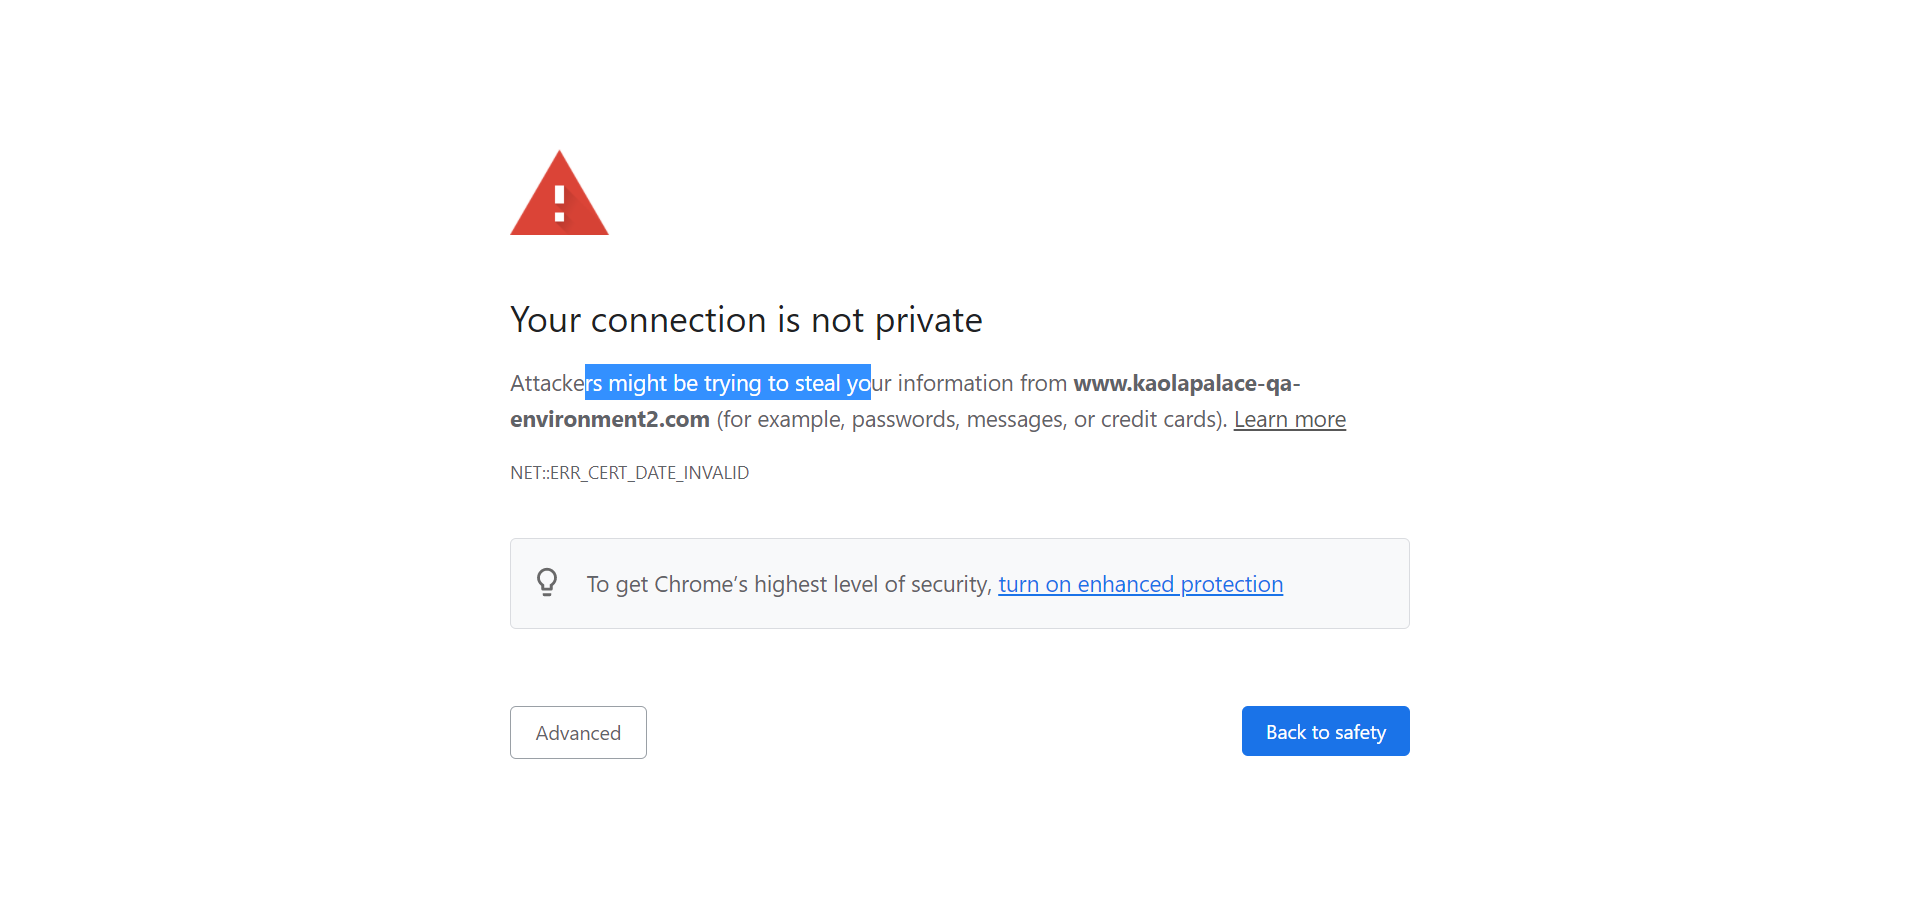 Your connection is not private
Attackers might be trying to steal your information from www.kaolapalace-qa-
environment2.com (for example, passwords, messages, or credit cards). Learn more
NET::ERR_CERT_DATE_INVALID
To get Chrome’s highest level of security, turn on enhanced protection
Advanced
Back to safety